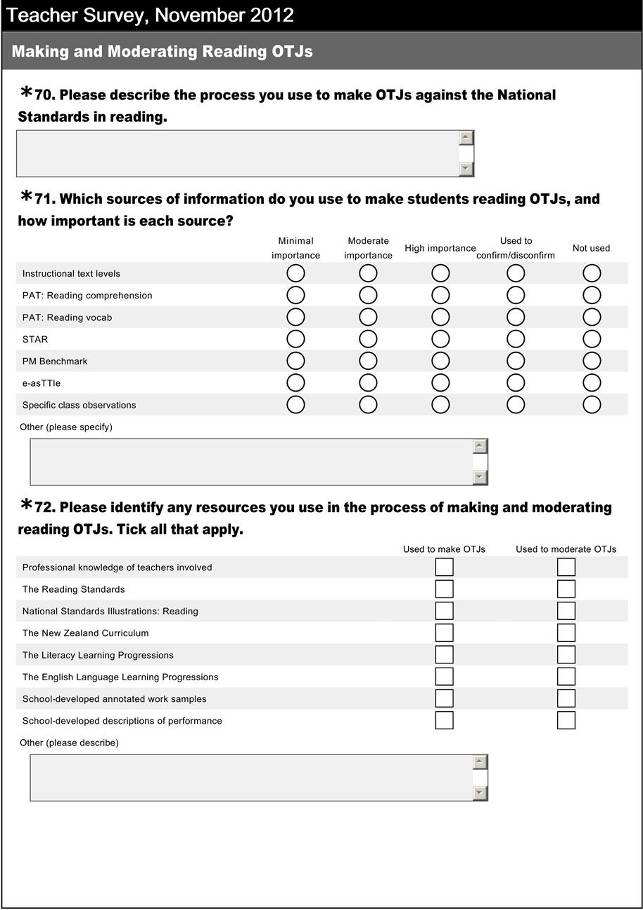 Teacher Survey, November 2012
Making and Moderating Reading OTJs
*70. Please describe the process you use to make OTJs against the National
Standards in reading.
*71. Which sources of information do you use to make students reading OTJs, and
how important is each source?
Minimal importance
Moderate importance
High importance
Used to confirm/disconfirm
Not used
Instructional text levels
PAT: Reading comprehension
PAT: Reading vocab
STAR
PM Benchmark
e-asTTle
Specific class observations
Other (please specify)
*72. Please identify any resources you use in the process of making and moderating
reading OTJs. Tick all that apply.
Used to make OTJs
Used to moderate OTJs
Professional knowledge of teachers involved
The Reading Standards
National Standards Illustrations: Reading
The New Zealand Curriculum
The Literacy Learning Progressions
The English Language Learning Progressions
School-developed annotated work samples
School-developed descriptions of performance
Other (please describe)